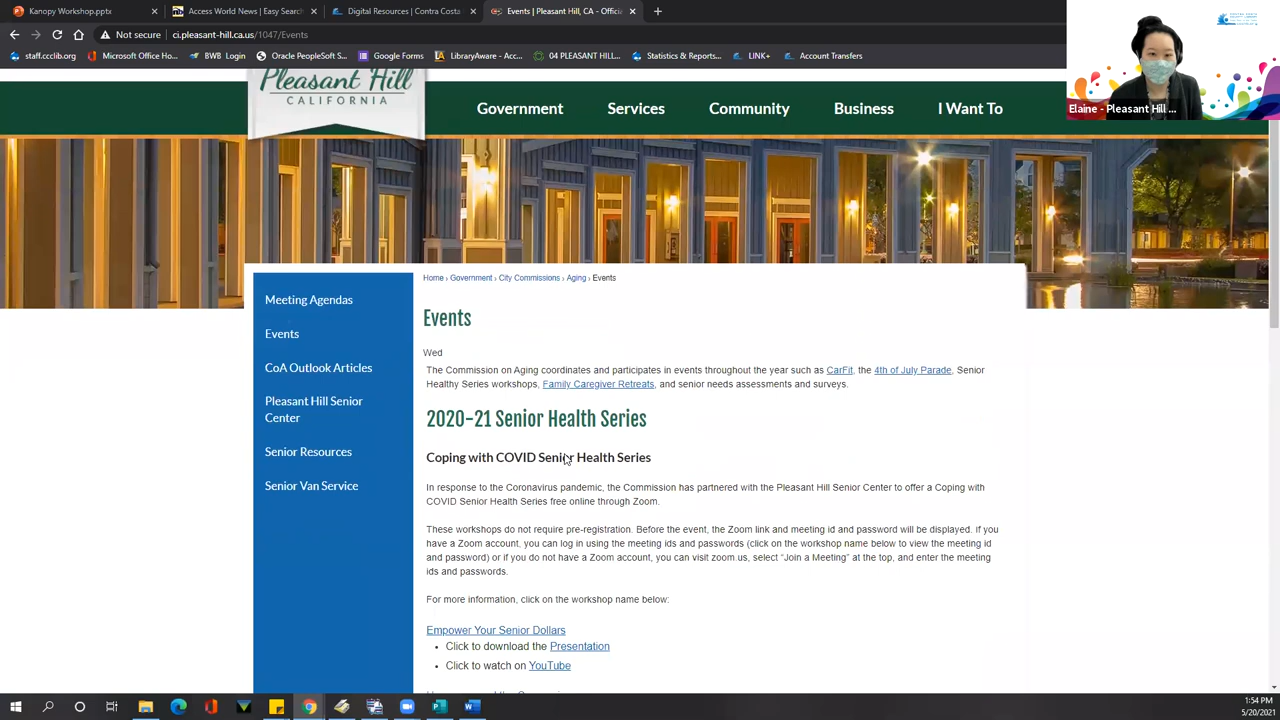 Kanopy Workshop.pptx
Access World News | Easy Search
Digital Resources | Contra Costa
Events | Pleasant Hill, CA - Offici
Not secure | pleasant-hill.ca.us/1047/events
staff.ccclib.org
Microsoft Office Ho...
BWB Login
Oracle PeopleSoft S...
Google Forms
LibraryAware - Acc...
04 PLEASANT HILL...
Statistics & Reports...
LINK+
Account Transfers
Elaine - Pleasant Hill ...
Pleasant Hill
CALIFORNIA
Government
Services
Community
Business
I Want To
Meeting Agendas
Events
CoA Outlook Articles
Pleasant Hill Senior
Center
Senior Resources
Senior Van Service
Home › Government › City Commissions › Aging › Events
Events
Wed
The Commission on Aging coordinates and participates in events throughout the year such as CarFit, the 4th of July Parade, Senior
Healthy Series workshops, Family Caregiver Retreats, and senior needs assessments and surveys.
2020-21 Senior Health Series
Coping with COVID Senior Health Series
In response to the Coronavirus pandemic, the Commission has partnered with the Pleasant Hill Senior Center to offer a Coping with
COVID Senior Health Series free online through Zoom.
These workshops do not require pre-registration. Before the event, the Zoom link and meeting id and password will be displayed. if you
have a Zoom account, you can log in using the meeting ids and passwords (click on the workshop name below to view the meeting id
and password) or if you do not have a Zoom account, you can visit zoom.us, select “Join a Meeting” at the top, and enter the meeting
ids and passwords.
For more information, click on the workshop name below:
Empower Your Senior Dollars
• Click to download the Presentation
• Click to watch on YouTube
1:54 PM
5/20/2021